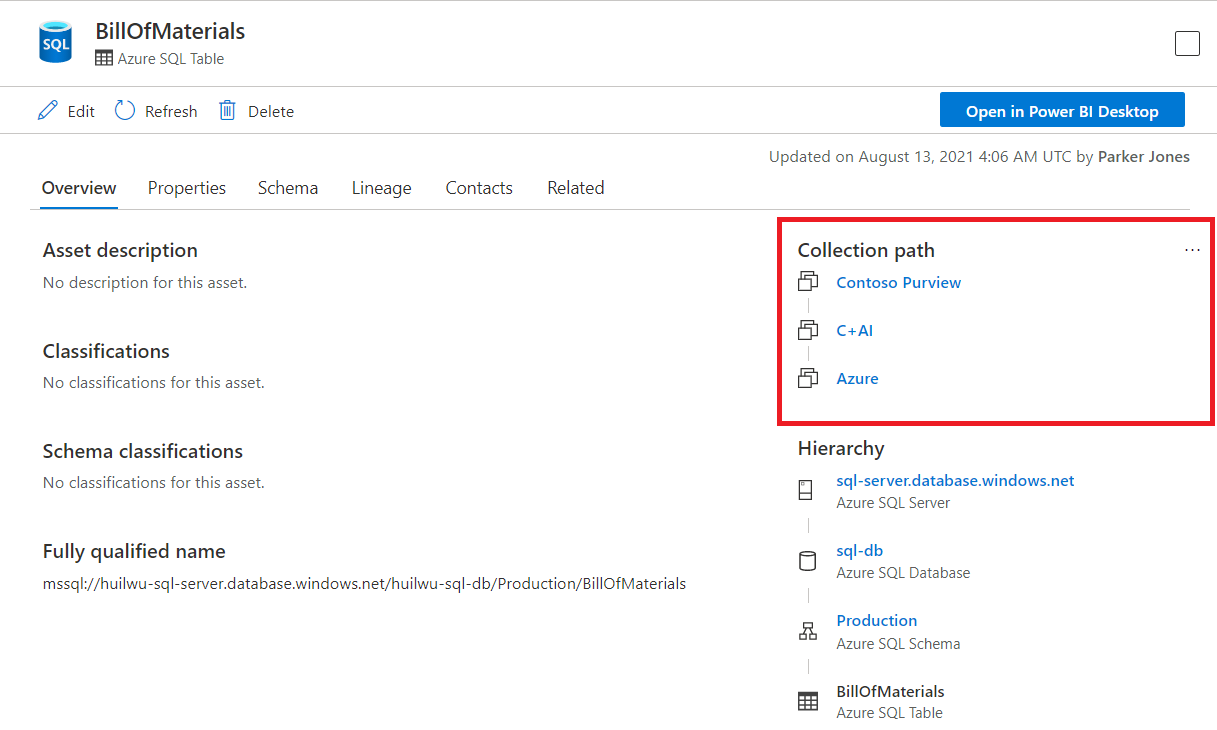 SQL
BillOfMaterials
Azure SQL Table
Edit
Refresh
Delete
Open in Power BI Desktop
Updated on August 13, 2021 4:06 AM UTC by Parker Jones
Overview
Properties
Schema
Lineage
Contacts
Related
Asset description
No description for this asset.
Classifications
No classifications for this asset.
Schema classifications
No classifications for this asset.
Fully qualified name
mssql://huilwu-sql-server.database.windows.net/huilwu-sql-db/Production/BillOfMaterials
Collection path
...
Contoso Purview
C+AI
Azure
Hierarchy
sql-server.database.windows.net
Azure SQL Server
sql-db
Azure SQL Database
Production
Azure SQL Schema
BillOfMaterials
Azure SQL Table